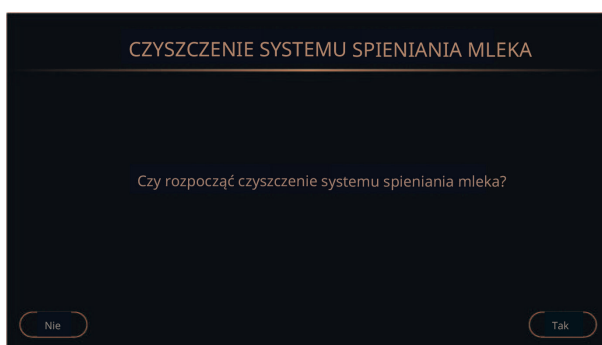 CZYSZCZENIE SYSTEMU SPIENIANIA MLEKA
Czy rozpocząć czyszczenie systemu spieniania mleka?
Nie
Tak